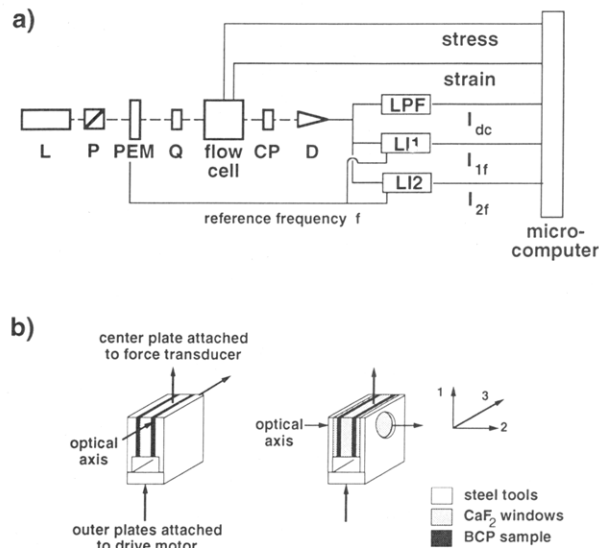 a)
stress
strain
LPF
I dc
L P PEM Q flow cell CP D
LI1
I 1f
LI2
I 2f
reference frequency f
micro-
computer
b)
center plate attached
to force transducer
optical
axis
outer plates attached
to drive motor
optical
axis
1
3
2
steel tools
CaF2 windows
BCP sample